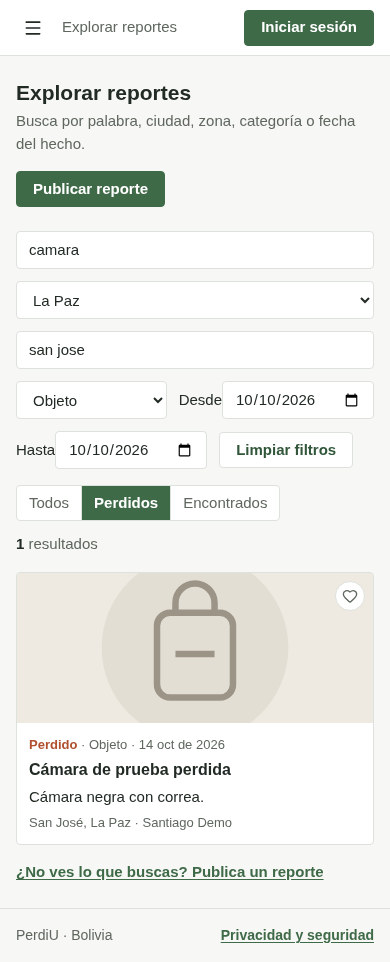 Explorar reportes
Iniciar sesión
Explorar reportes
Busca por palabra, ciudad, zona, categoría o fecha
del hecho.
Publicar reporte
camara
La Paz
san jose
Objeto
Desde
10/10/2026
Hasta
10/10/2026
Limpiar filtros
Todos
Perdidos
Encontrados
1 resultados
Perdido · Objeto · 14 oct de 2026
Cámara de prueba perdida
Cámara negra con correa.
San José, La Paz · Santiago Demo
¿No ves lo que buscas? Publica un reporte
PerdiU · Bolivia
Privacidad y seguridad